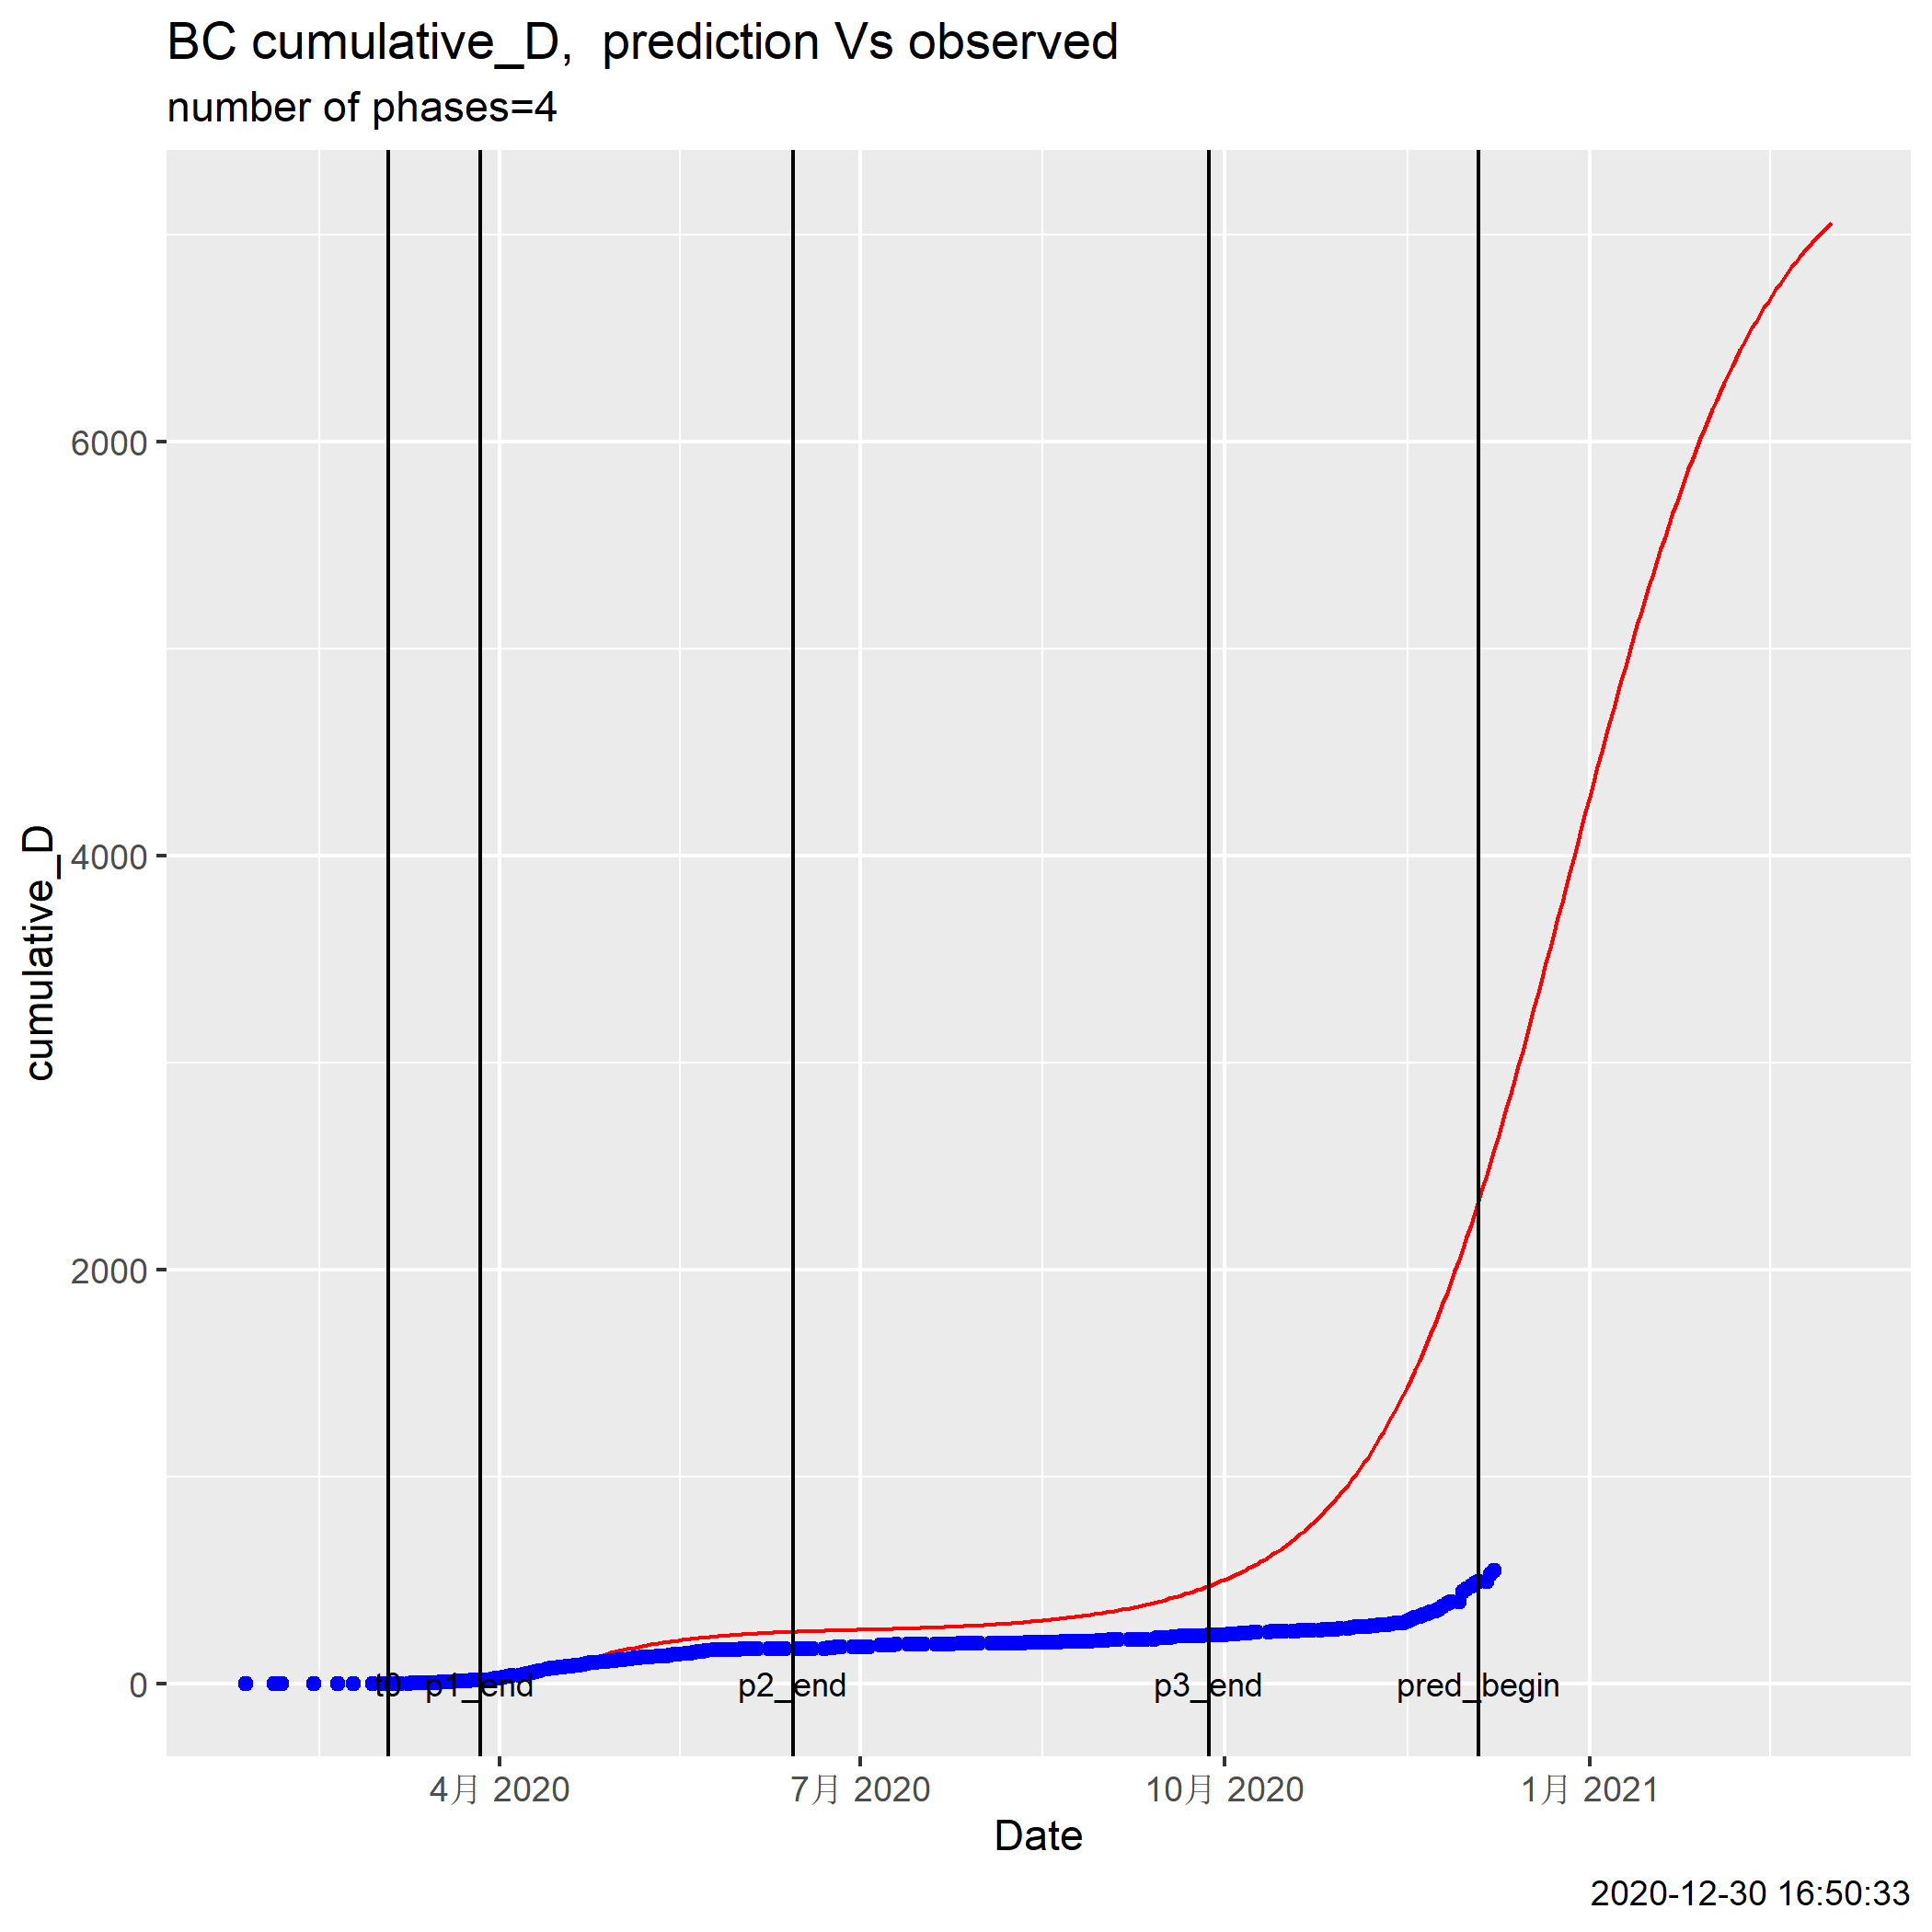 BC cumulative_D,  prediction Vs observed
number of phases=4
cumulative_D
6000
4000
2000
0
t0 p1_end p2_end p3_end pred_begin
4月 2020 7月 2020 10月 2020 1月 2021
Date
2020-12-30 16:50:33